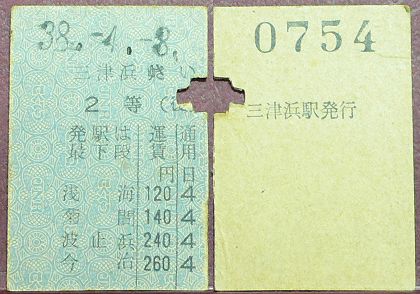 38.-4.-8.
三津浜
2等
発駅は最下段
運賃円
通用日
浅海 120 4
菊間 140 4
波止浜 240 4
今治 260 4
0754
三津浜駅発行